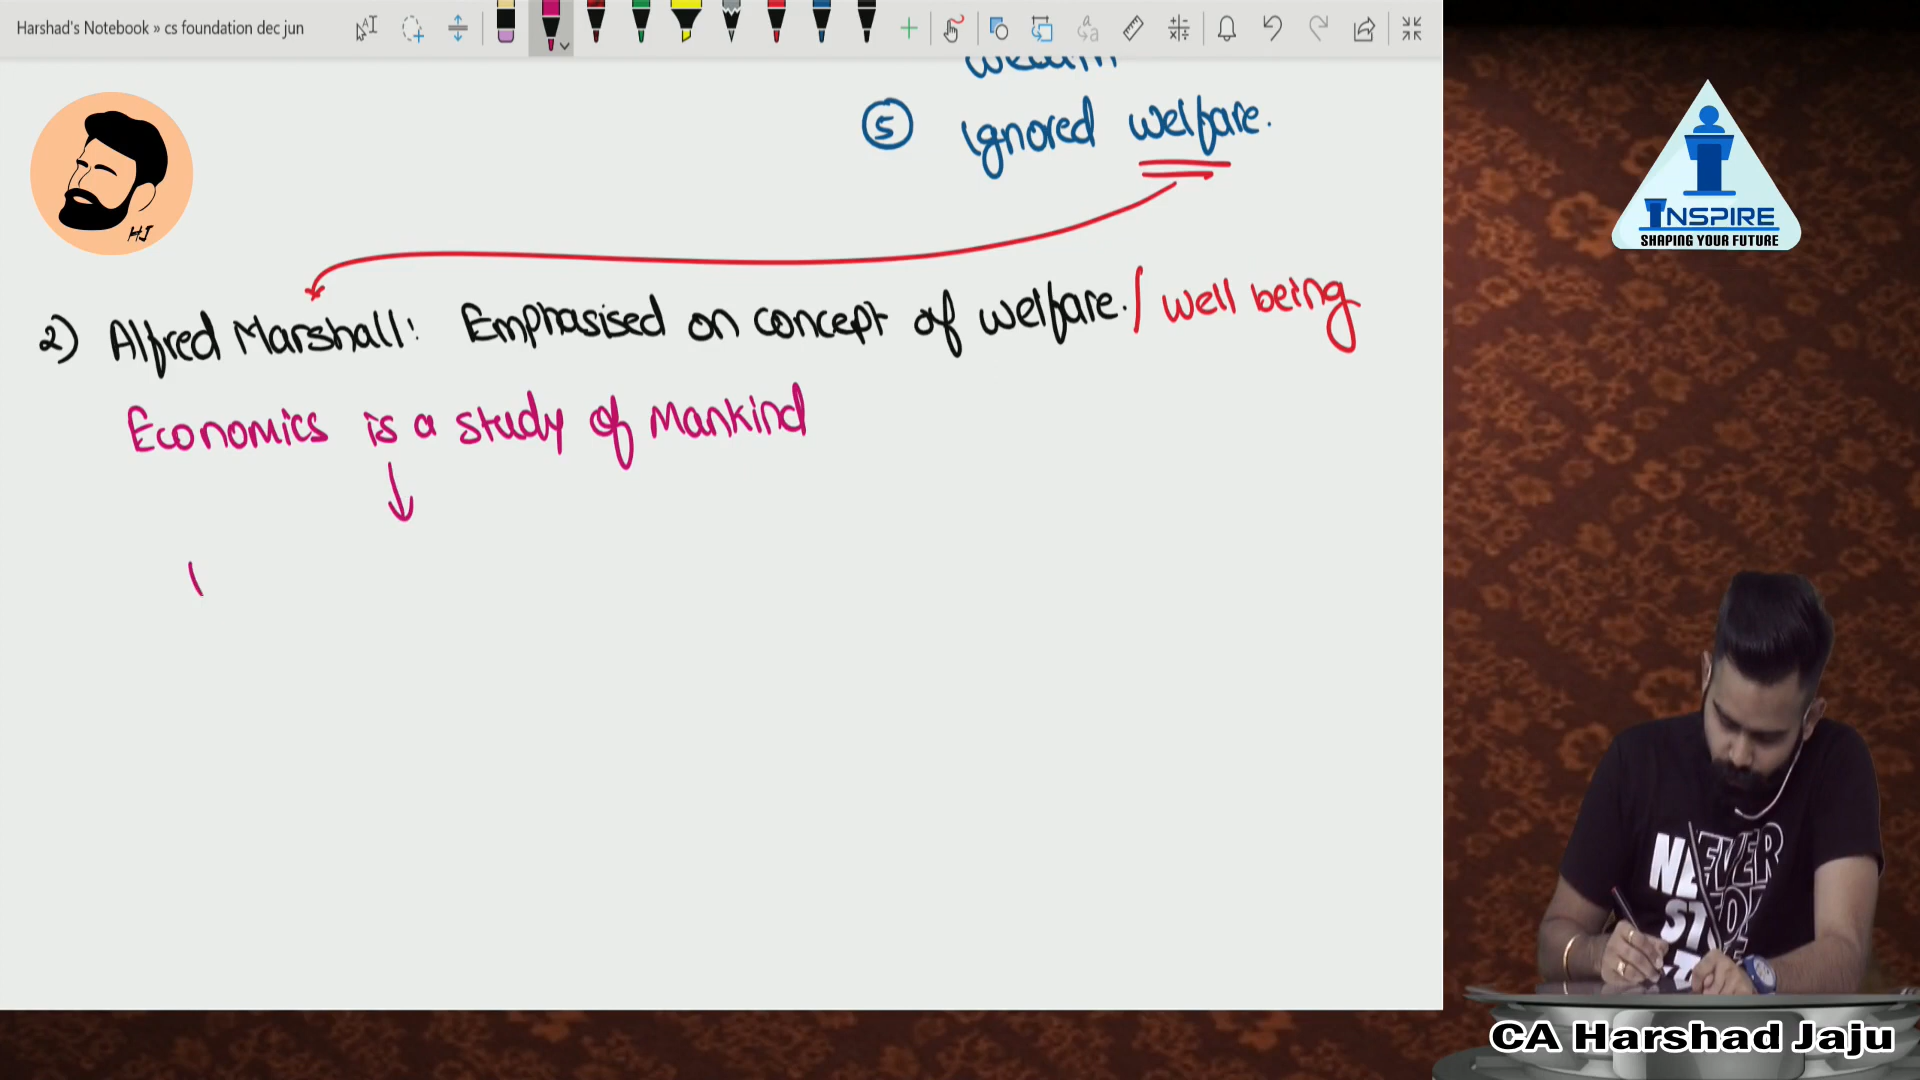 Harshad's Notebook » cs foundation dec jun
⑤ ignored welfare.
HJ
INSPIRE
SHAPING YOUR FUTURE
2) Alfred Marshall: Emphasised on concept of welfare. / well being
Economics is a study of Mankind
NEVER
CA Harshad Jaju